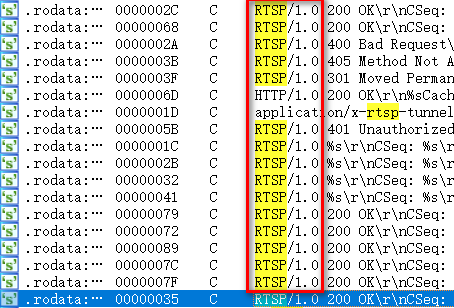 .rodata:… 0000002C C RTSP/1.0 200 OK\r\nCSeq:
.rodata:… 00000068 C RTSP/1.0 200 OK\r\nCSeq:
.rodata:… 0000002A C RTSP/1.0 400 Bad Request\
.rodata:… 0000003B C RTSP/1.0 405 Method Not A
.rodata:… 0000003F C RTSP/1.0 301 Moved Perman
.rodata:… 0000006D C HTTP/1.0 200 OK\r\n%sCach
.rodata:… 0000001D C application/x-rtsp-tunnel
.rodata:… 0000005B C RTSP/1.0 401 Unauthorized
.rodata:… 0000001C C RTSP/1.0 %s\r\nCSeq: %s\r
.rodata:… 0000002B C RTSP/1.0 %s\r\nCSeq: %s\r
.rodata:… 00000032 C RTSP/1.0 %s\r\nCSeq: %s\r
.rodata:… 00000041 C RTSP/1.0 %s\r\nCSeq: %s\r
.rodata:… 00000079 C RTSP/1.0 200 OK\r\nCSeq:
.rodata:… 00000072 C RTSP/1.0 200 OK\r\nCSeq:
.rodata:… 00000089 C RTSP/1.0 200 OK\r\nCSeq:
.rodata:… 0000007C C RTSP/1.0 200 OK\r\nCSeq:
.rodata:… 0000007F C RTSP/1.0 200 OK\r\nCSeq:
.rodata:… 00000035 C RTSP/1.0 200 OK\r\nCSeq: